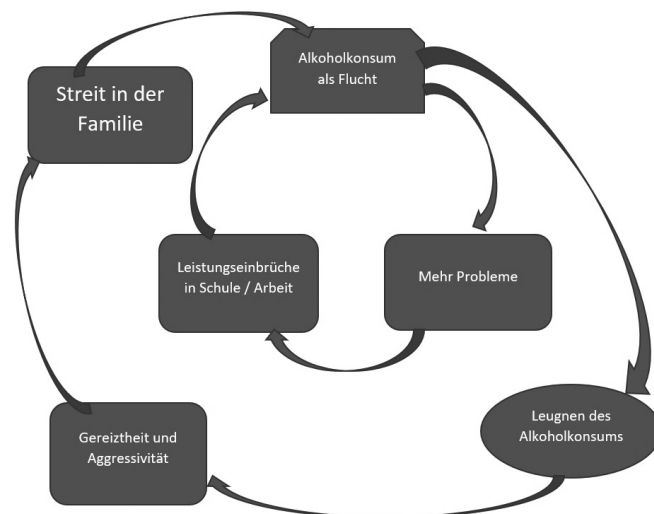 Alkoholkonsum
als Flucht
Streit in der
Familie
Leistungseinbrüche
in Schule / Arbeit
Mehr Probleme
Gereiztheit und
Aggressivität
Leugnen des
Alkoholkonsums